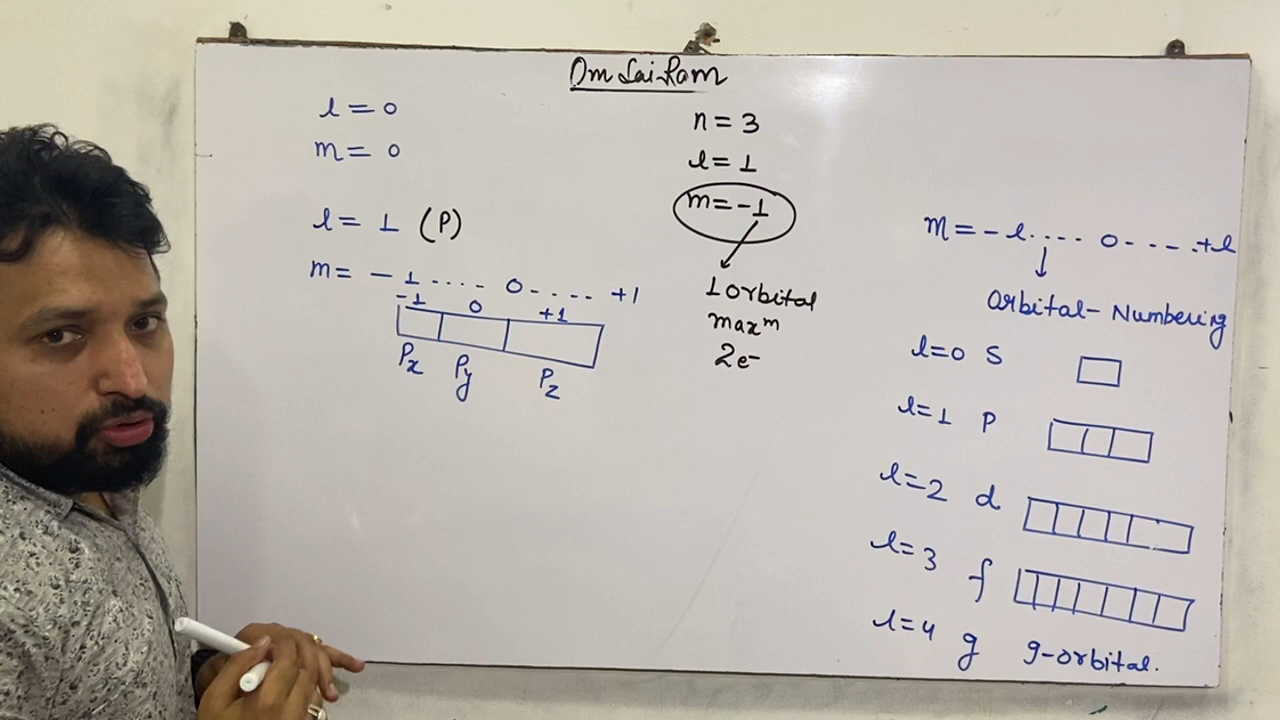 Om Sai Ram
l = 0
m = 0
l = 1 (P)
m = -1 .... 0 .... +1
-1 0 +1
Px Py Pz
n = 3
l = 1
m = -1
1 orbital
maxᵐ
2e-
m = - l .... 0 - - - .. +l
Orbital - Numbering
l=0 S
l=1 P
l=2 d
l=3 f
l=4 g g-orbital.